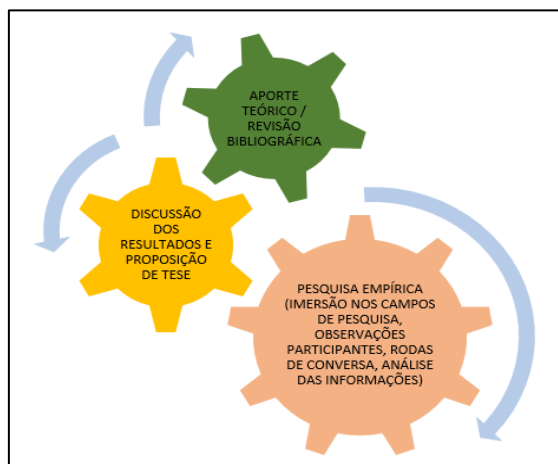 APORTE
TEÓRICO /
REVISÃO
BIBLIOGRÁFICA
DISCUSSÃO
DOS
RESULTADOS E
PROPOSIÇÃO
DE TESE
PESQUISA EMPÍRICA
(IMERSÃO NOS CAMPOS
DE PESQUISA,
OBSERVAÇÕES
PARTICIPANTES, RODAS
DE CONVERSA, ANÁLISE
DAS INFORMAÇÕES)